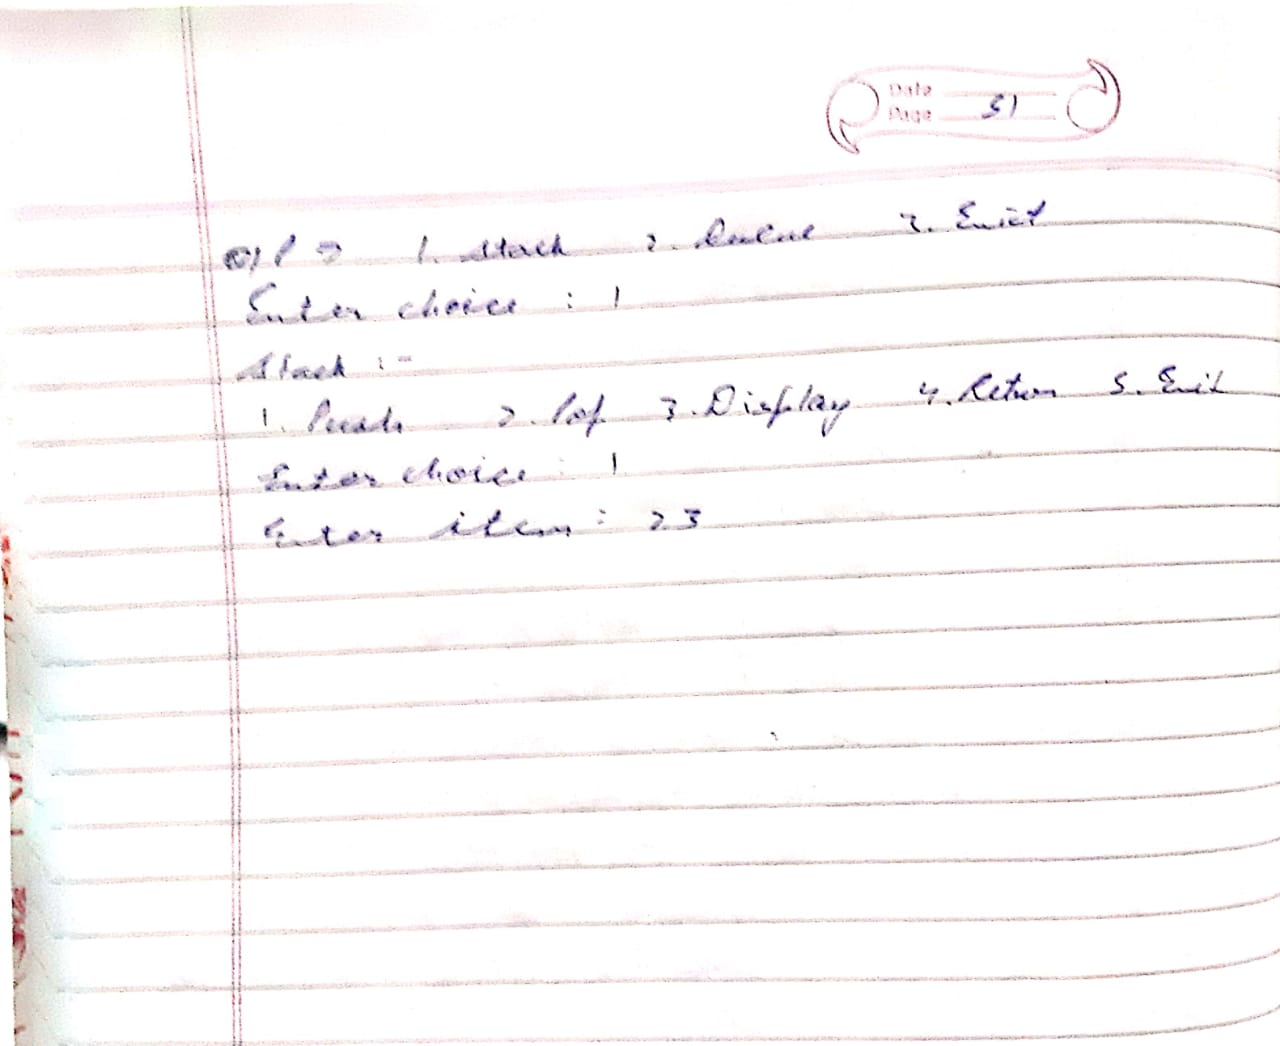 Date
Page 51
O/P => 1. Stack 2. Queue 3. Exit
Enter choice : 1
Stack :-
1. Push 2. Pop 3. Display 4. Return 5. Exit
Enter choice : 1
Enter item : 23